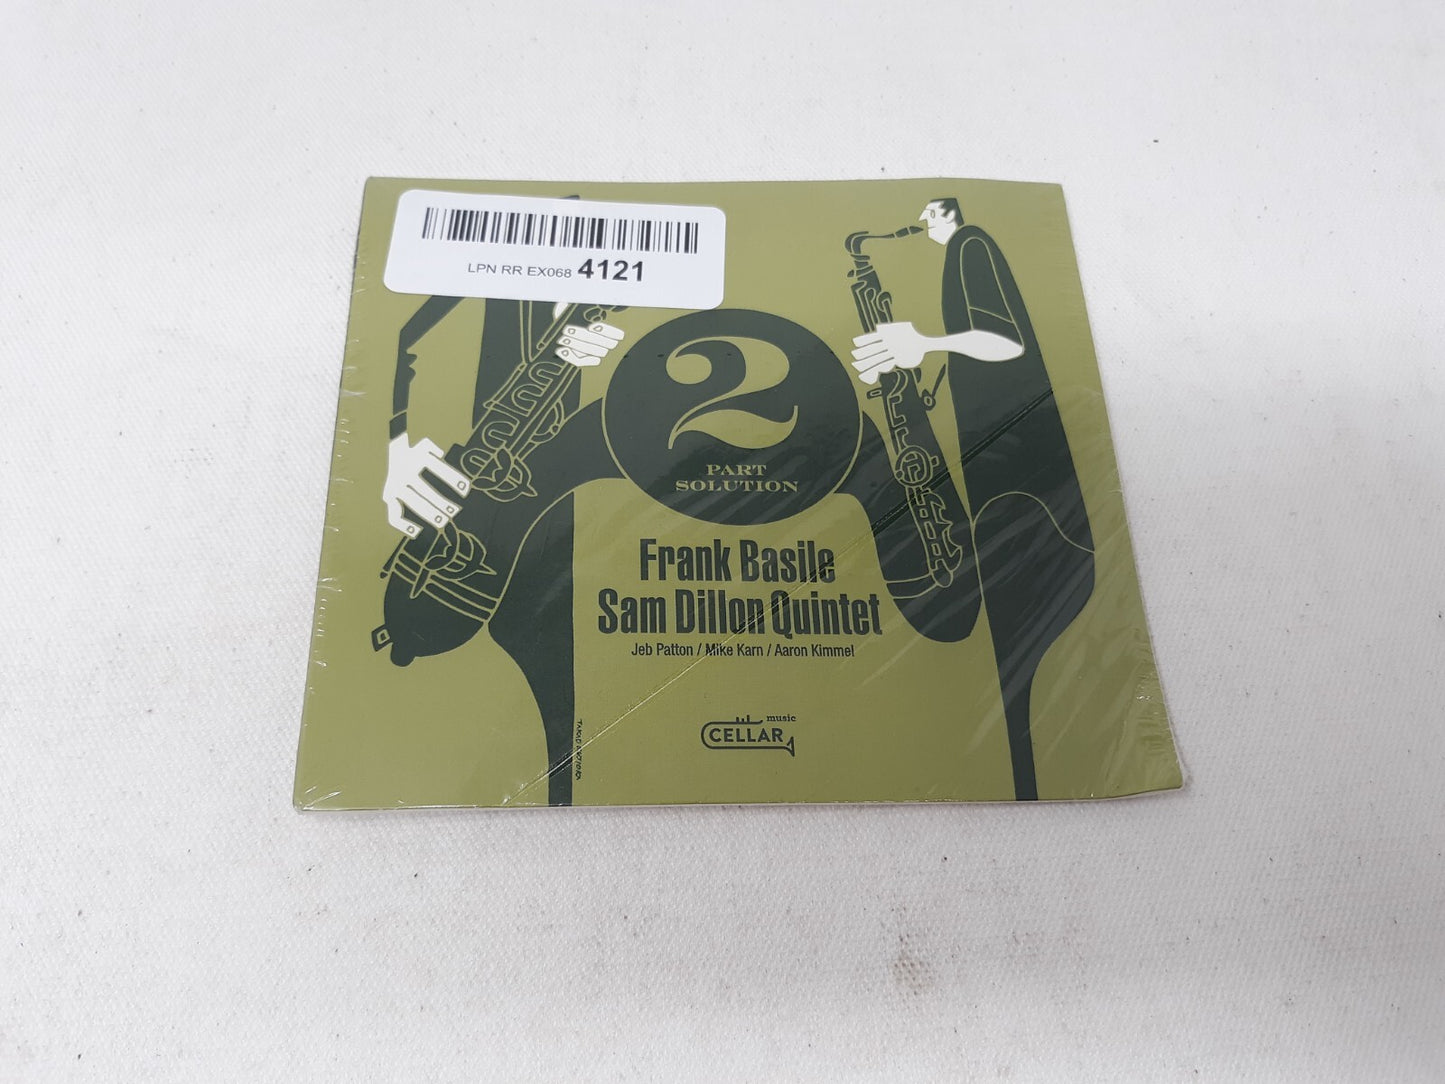 LPN RR EX068 4121
2
PART
SOLUTION
Frank Basile
Sam Dillon Quintet
Jeb Patton / Mike Karn / Aaron Kimmel
music
CELLAR